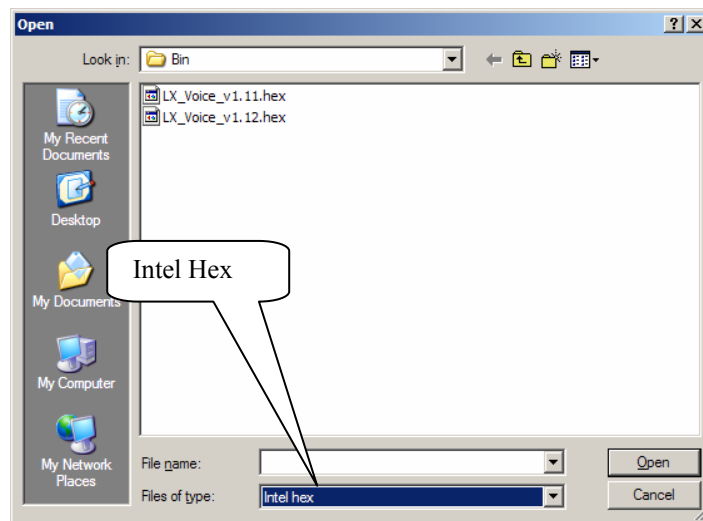 Open
Look in:
Bin
LX_Voice_v1.11.hex
LX_Voice_v1.12.hex
My Recent
Documents
Desktop
My Documents
My Computer
My Network
Places
Intel Hex
File name:
Open
Files of type:
Intel hex
Cancel